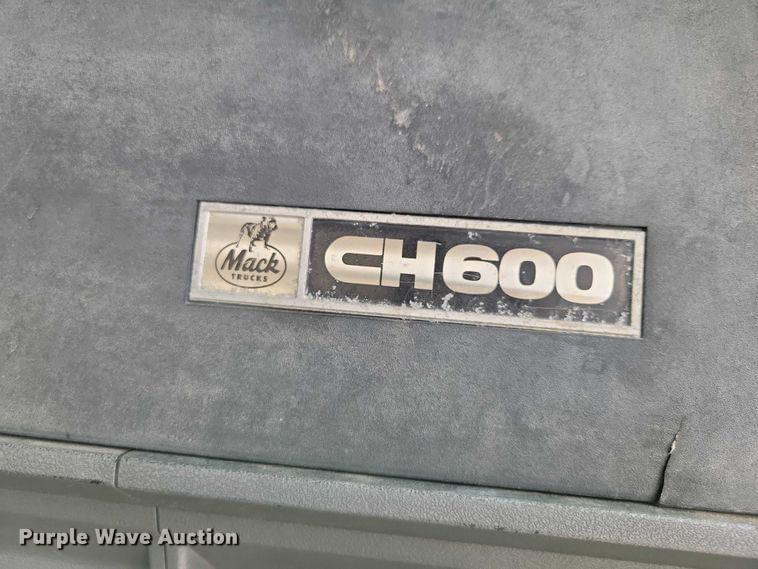 Mack
TRUCKS
CH600
Purple Wave Auction